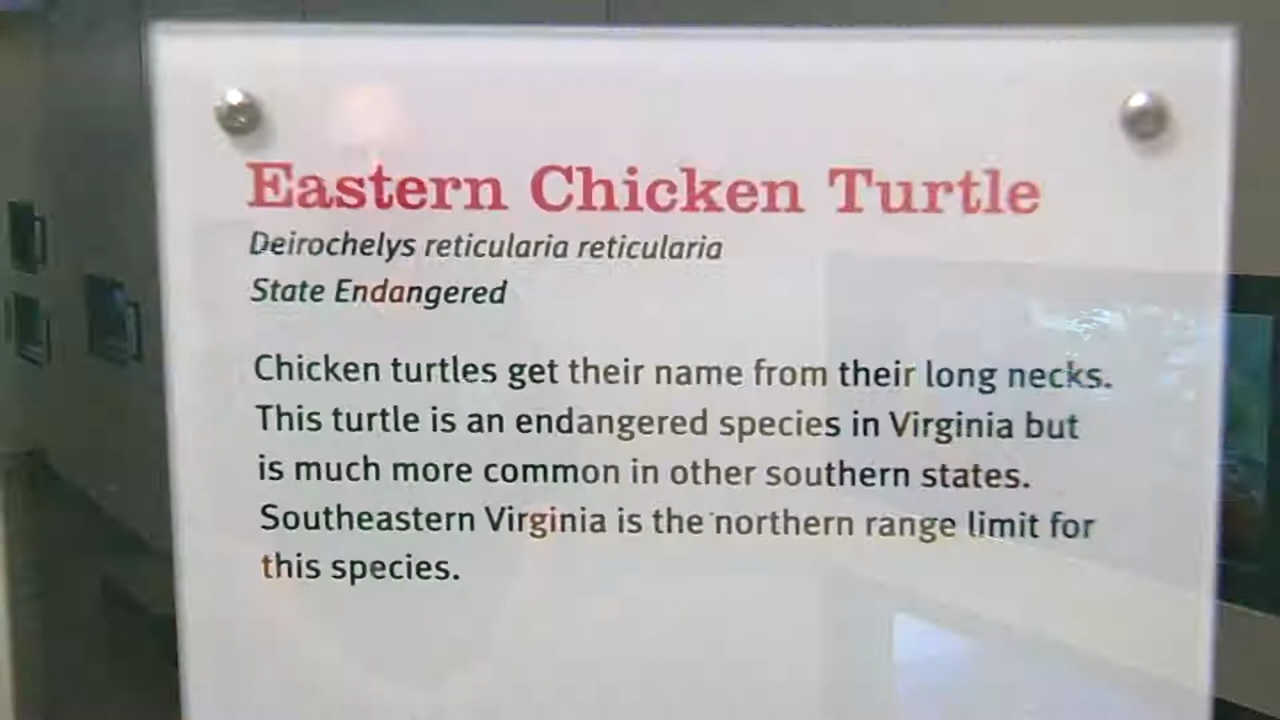 Eastern Chicken Turtle
Deirochelys reticularia reticularia
State Endangered
Chicken turtles get their name from their long necks.
This turtle is an endangered species in Virginia but
is much more common in other southern states.
Southeastern Virginia is the northern range limit for
this species.